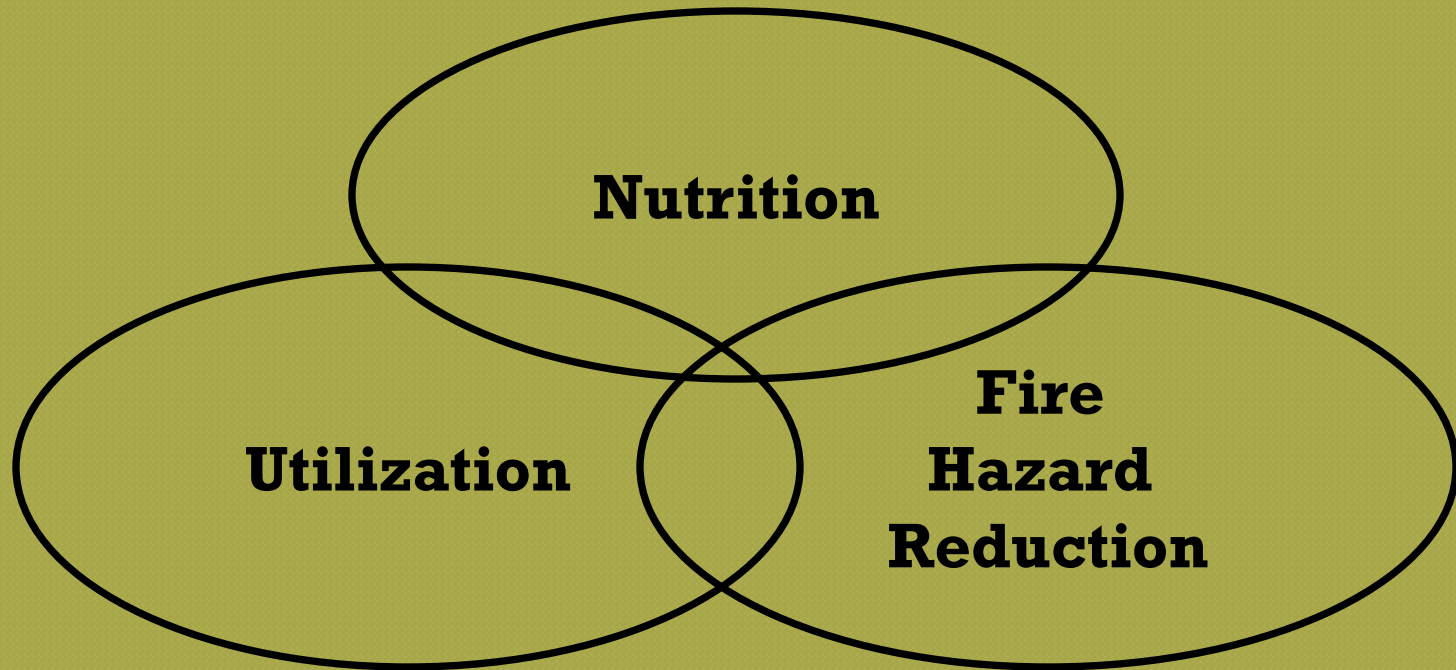 Nutrition
Utilization
Fire
Hazard
Reduction